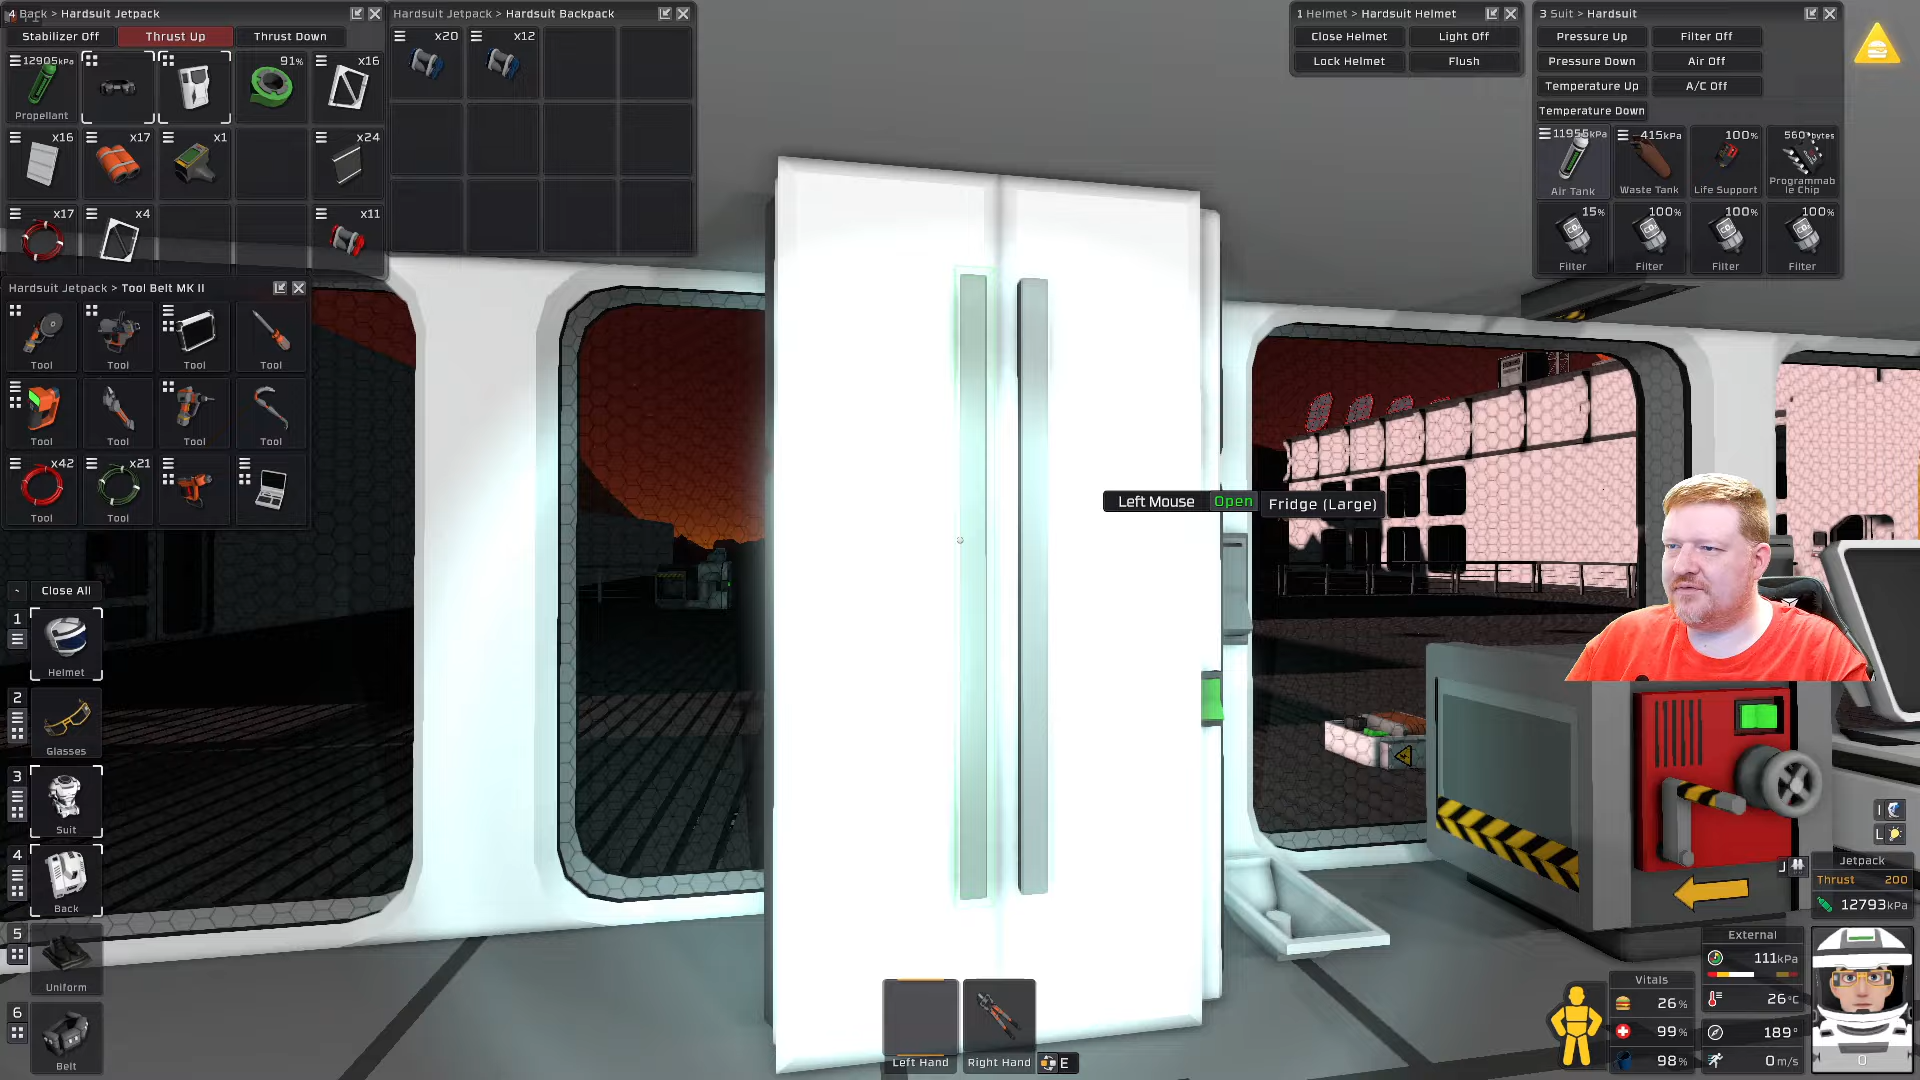 4 Back > Hardsuit Jetpack
Stabilizer Off Thrust Up Thrust Down
12905kPa 91% x16
Propellant
x16 x17 x1 x24
x17 x4 x11
Hardsuit Jetpack > Hardsuit Backpack
x20 x12
1 Helmet > Hardsuit Helmet
Close Helmet Light Off
Lock Helmet Flush
3 Suit > Hardsuit
Pressure Up Filter Off
Pressure Down Air Off
Temperature Up A/C Off
Temperature Down
11955kPa 415kPa 100% 560 bytes
Air Tank Waste Tank Life Support Programmab
le Chip
15% 100% 100% 100%
Filter Filter Filter Filter
Hardsuit Jetpack > Tool Belt MK II
Tool Tool Tool Tool
Tool Tool Tool Tool
x42 x21
Tool Tool
Left Mouse Open Fridge (Large)
~ Close All
1
Helmet
2
Glasses
3
Suit
4
Back
5
Uniform
6
Belt
Left Hand Right Hand E
I
L
J
Jetpack
Thrust 200
12793kPa
External
111kPa
26°C
189°
0m/s
Vitals
26%
99%
98%
0